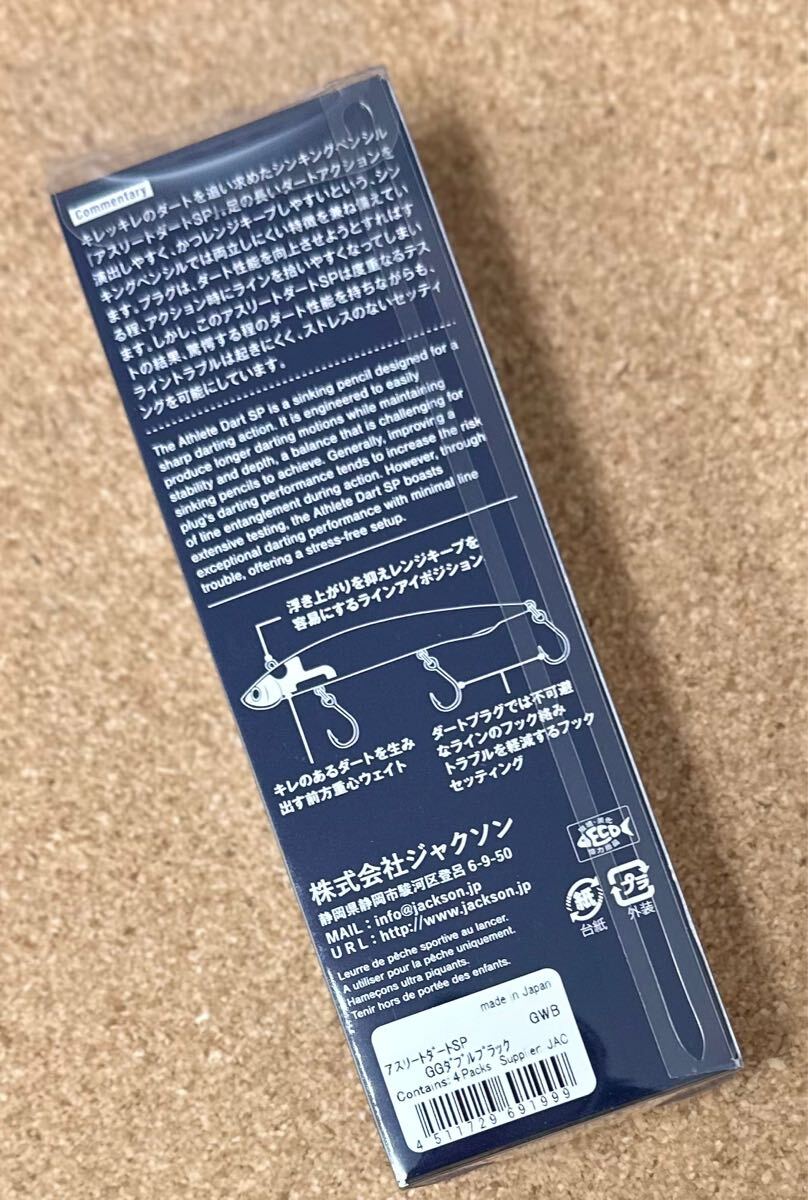 Commentary
キレッキレのダートを追い求めたシンキングペンシル
「アスリートダートSP」。足の長いダートアクションを
演出しやすく、かつレンジキープしやすいという、シン
キングペンシルでは両立しにくい特徴を兼ね備えてい
ます。プラグは、ダート性能を向上させようとすればす
る程、アクション時にラインを拾いやすくなってしまい
ます。しかし、このアスリートダートSPは度重なるテス
トの結果、驚愕する程のダート性能を持ちながらも、
ライントラブルは起きにくく、ストレスのないセッティ
ングを可能にしています。
The Athlete Dart SP is a sinking pencil designed for a
sharp darting action. It is engineered to easily
produce longer darting motions while maintaining
stability and depth, a balance that is challenging for
sinking pencils to achieve. Generally, improving a
plug's darting performance tends to increase the risk
of line entanglement during action. However, through
extensive testing, the Athlete Dart SP boasts
exceptional darting performance with minimal line
trouble, offering a stress-free setup.
浮き上がりを抑えレンジキープを
容易にするラインアイポジション
キレのあるダートを生み
出す前方重心ウェイト
ダートプラグでは不可避
なラインのフック絡み
トラブルを軽減するフック
セッティング
株式会社ジャクソン
静岡県静岡市駿河区登呂 6-9-50
MAIL : info@jackson.jp
URL : http://www.jackson.jp
Leurre de pêche sportive au lancer.
A utiliser pour la pêche uniquement.
Hameçons ultra piquants.
Tenir hors de portée des enfants.
ECO
紙
台紙
プラ
外装
made in Japan
GWB
アスリートダートSP
GGダブルブラック
Contains: 4 Packs Supplier JAC
4 511729 691999